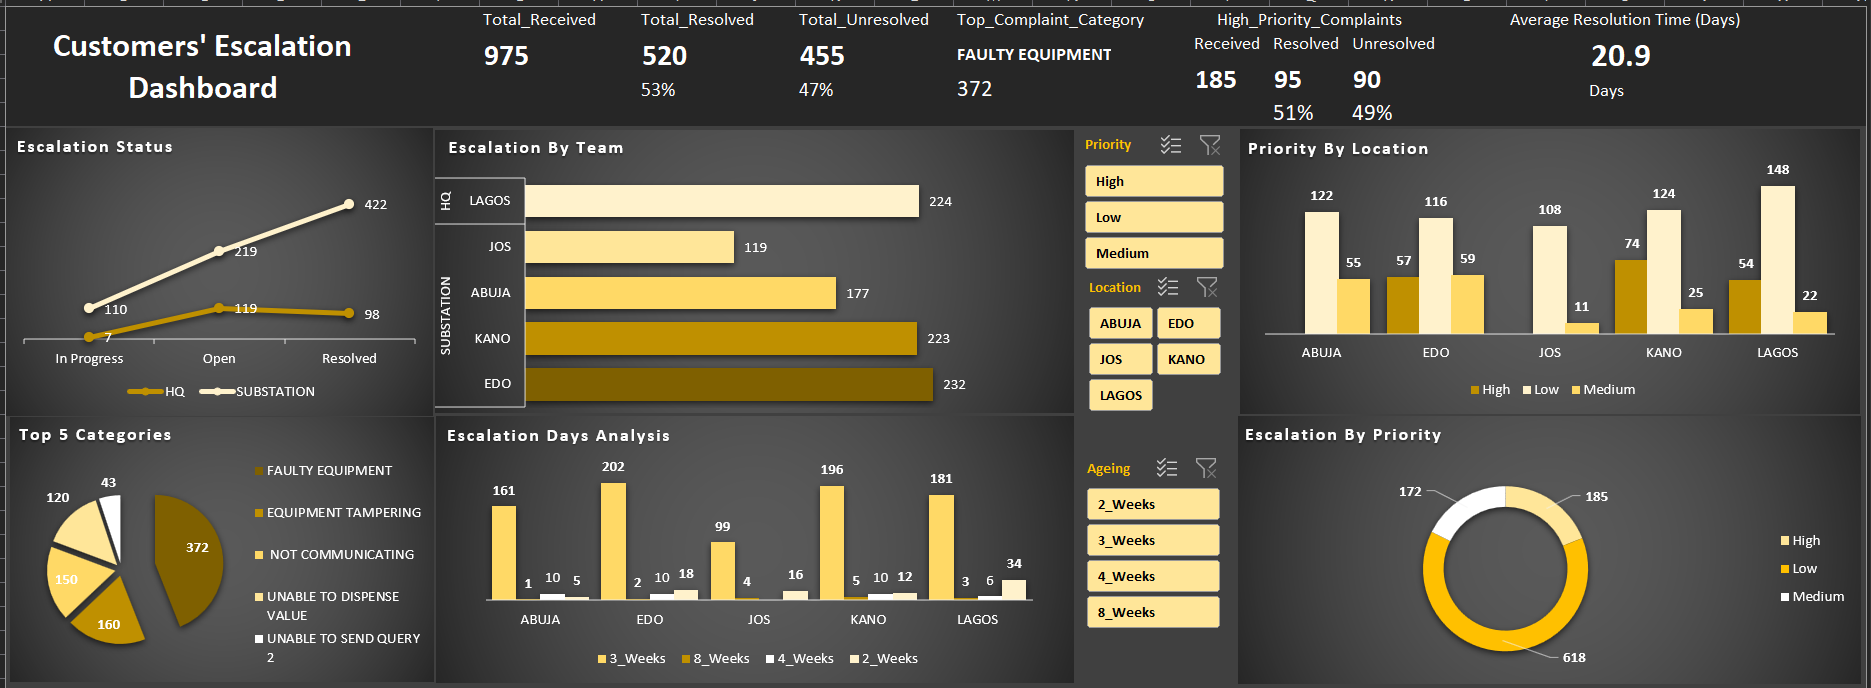 Customers' Escalation
Dashboard
Total_Received
975
Total_Resolved
520
53%
Total_Unresolved
455
47%
Top_Complaint_Category
FAULTY EQUIPMENT
372
High_Priority_Complaints
Received Resolved Unresolved
185 95 90
51% 49%
Average Resolution Time (Days)
20.9
Days
Escalation Status
422
219
110
119
98
7
In Progress Open Resolved
HQ SUBSTATION
Escalation By Team
HQ
LAGOS 224
SUBSTATION
JOS 119
ABUJA 177
KANO 223
EDO 232
Priority
High
Low
Medium
Location
ABUJA EDO
JOS KANO
LAGOS
Priority By Location
122 55
57 116 59
108 11
74 124 25
54 148 22
ABUJA EDO JOS KANO LAGOS
High Low Medium
Top 5 Categories
43
120
372
150
160
FAULTY EQUIPMENT
EQUIPMENT TAMPERING
NOT COMMUNICATING
UNABLE TO DISPENSE
VALUE
UNABLE TO SEND QUERY
2
Escalation Days Analysis
161 1 10 5
202 2 10 18
99 4 16
196 5 10 12
181 3 6 34
ABUJA EDO JOS KANO LAGOS
3_Weeks 8_Weeks 4_Weeks 2_Weeks
Ageing
2_Weeks
3_Weeks
4_Weeks
8_Weeks
Escalation By Priority
172
185
618
High
Low
Medium